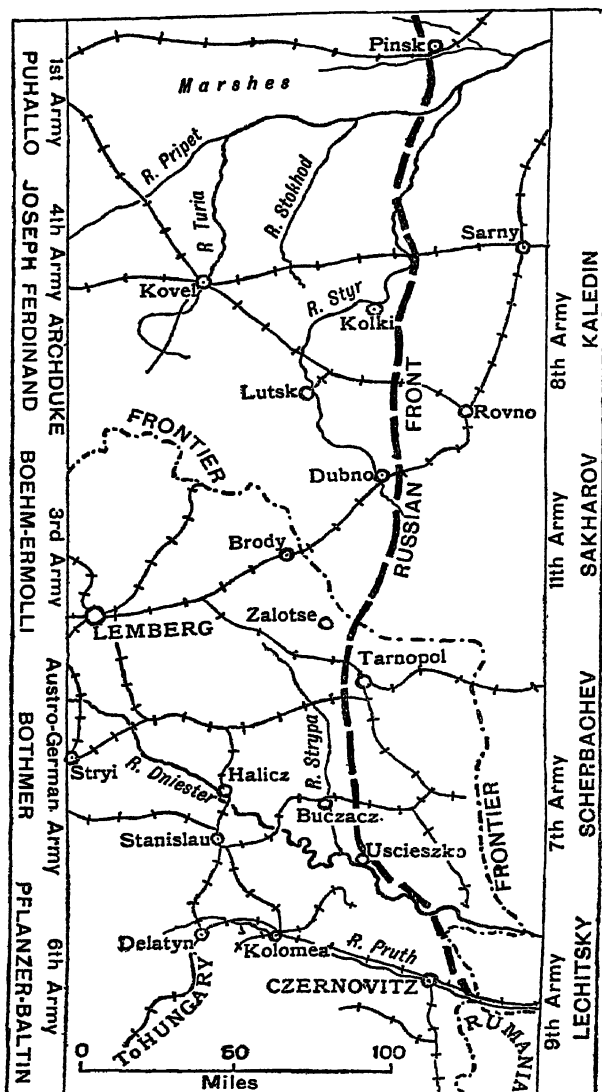 1st Army
PUHALLO
4th Army
JOSEPH FERDINAND ARCHDUKE
3rd Army
BOEHM-ERMOLLI
Austro-German Army
BOTHMER
6th Army
PFLANZER-BALTIN
Pinsk
Marshes
R. Pripet
R Turia
R. Stokhod
Sarny
Kovel
R. Styr
Kolki
Lutsk
Rovno
FRONTIER
Dubno
RUSSIAN FRONT
Brody
Zalotse
LEMBERG
Tarnopol
R. Strypa
R. Dniester
Stryi
Halicz
Buczacz.
Stanislau
Uscieszko
FRONTIER
Delatyn
Kolomea
R. Pruth
CZERNOVITZ
To HUNGARY
RUMANIA
0 50 100
Miles
8th Army
KALEDIN
11th Army
SAKHAROV
7th Army
SCHERBACHEV
9th Army
LECHITSKY